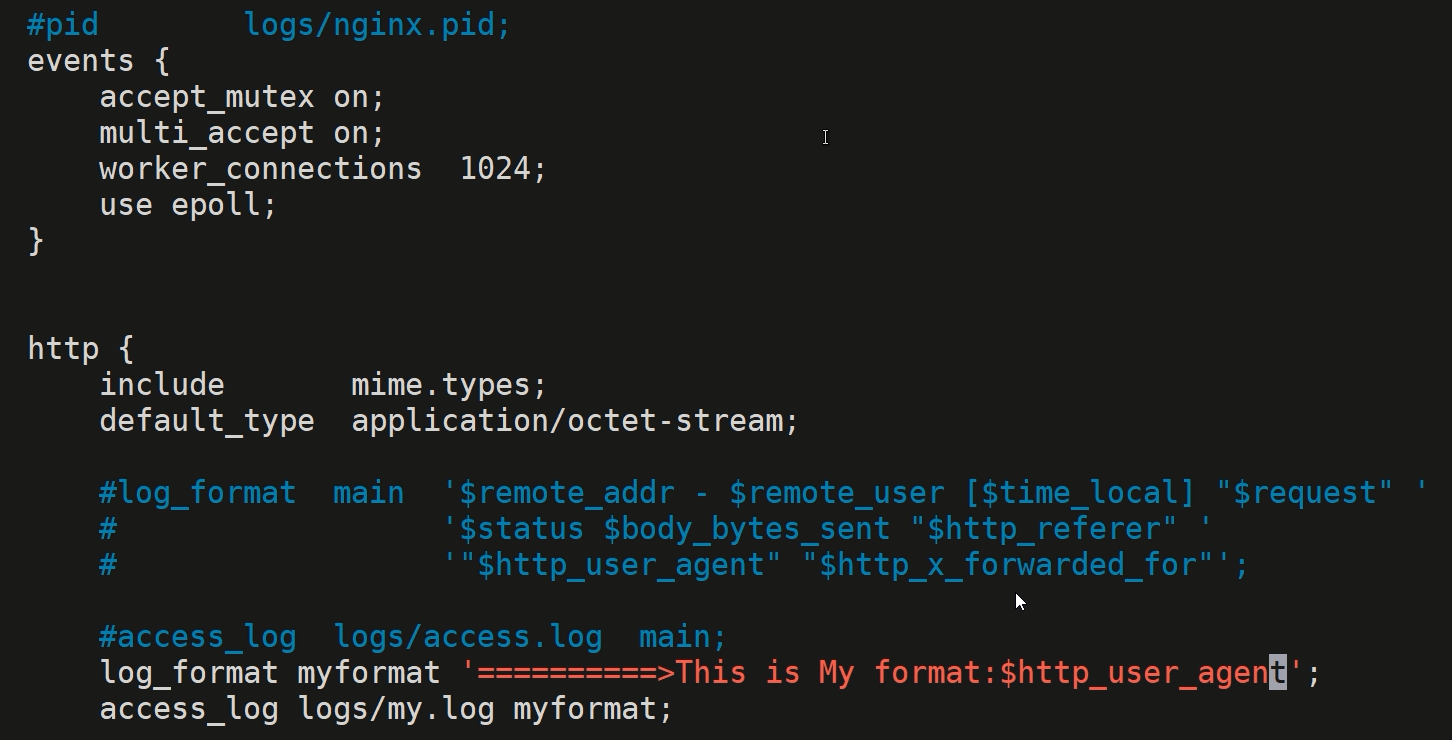 #pid        logs/nginx.pid;
events {
    accept_mutex on;
    multi_accept on;
    worker_connections  1024;
    use epoll;
}
http {
    include       mime.types;
    default_type  application/octet-stream;
    #log_format  main  '$remote_addr - $remote_user [$time_local] "$request" '
    #                  '$status $body_bytes_sent "$http_referer" '
    #                  '"$http_user_agent" "$http_x_forwarded_for"';
    #access_log  logs/access.log  main;
    log_format myformat '==========>This is My format:$http_user_agent';
    access_log logs/my.log myformat;